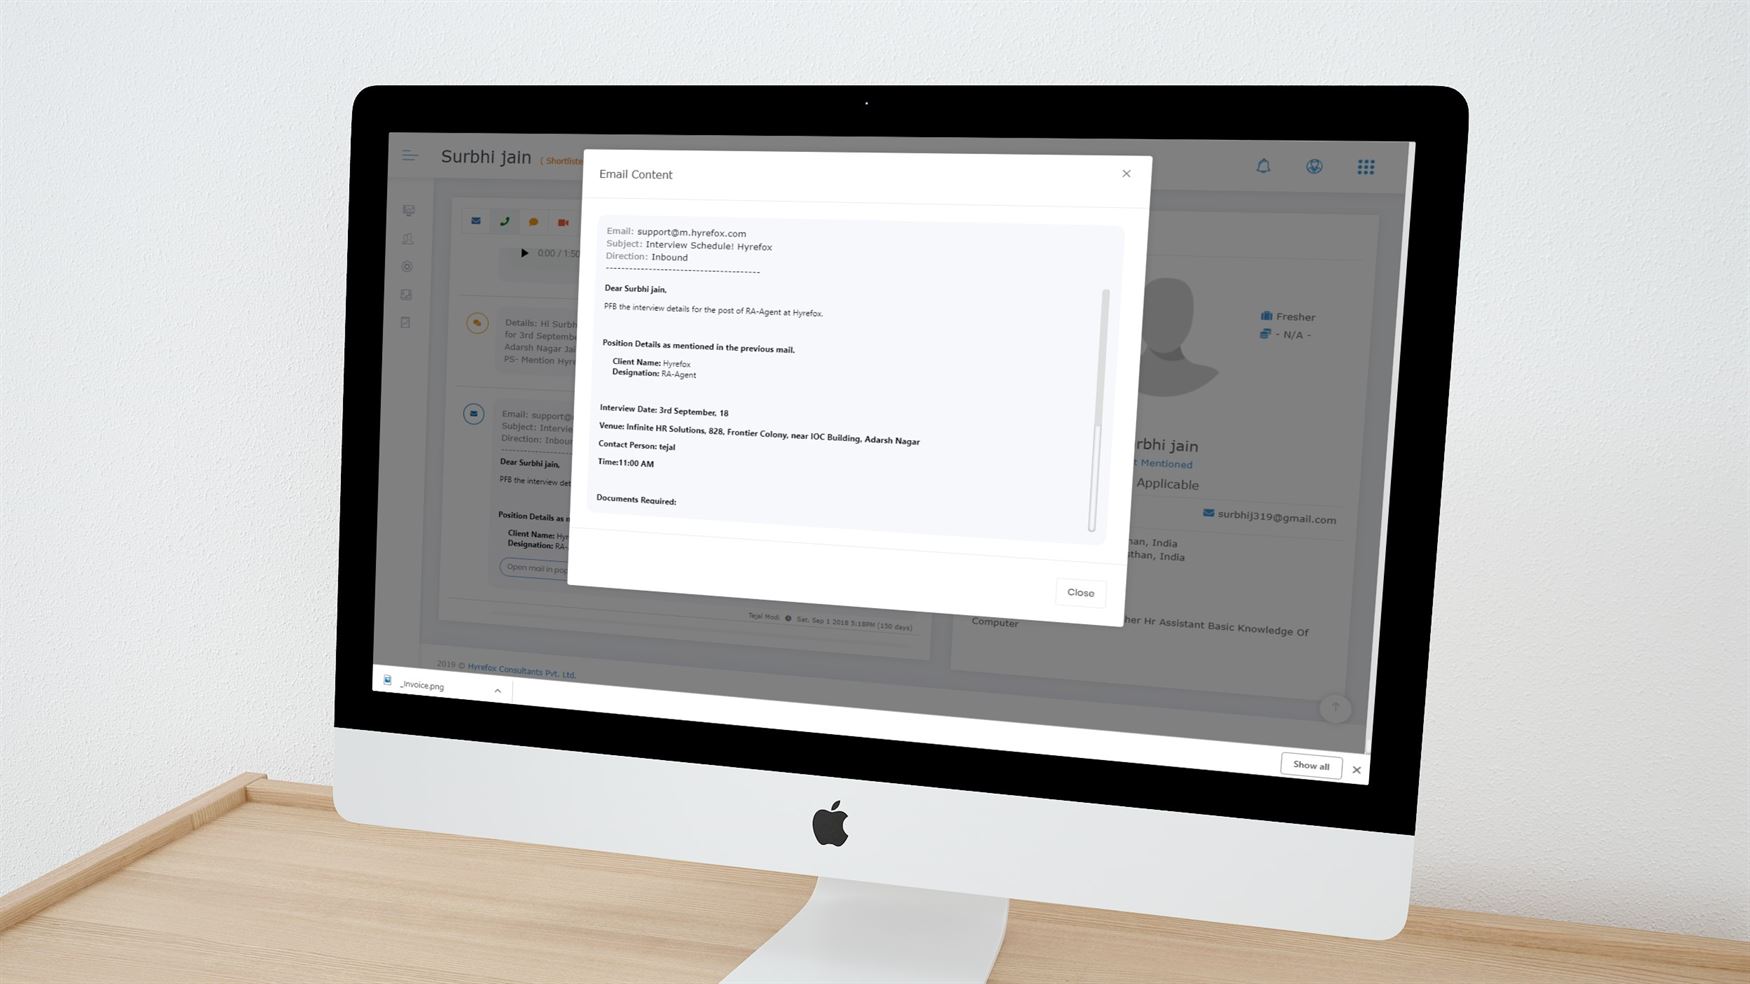 Surbhi jain ( Shortliste
Email Content
Email: support@m.hyrefox.com
Subject: Interview Schedule! Hyrefox
Direction: Inbound
----------------------------------------
Dear Surbhi jain,
PFB the interview details for the post of RA-Agent at Hyrefox.
Position Details as mentioned in the previous mail.
Client Name: Hyrefox
Designation: RA-Agent
Interview Date: 3rd September, 18
Venue: Infinite HR Solutions, 828, Frontier Colony, near IOC Building, Adarsh Nagar
Contact Person: tejal
Time:11:00 AM
Documents Required:
Close
0:00 / 1:50
Details: Hi Surbh
for 3rd Septembe
Adarsh Nagar Jai
PS- Mention Hyre
Email: support@
Subject: Intervie
Direction: Inbour
Dear Surbhi jain,
PFB the interview det
Position Details as n
Client Name: Hyr
Designation: RA-
Open mail in pop
Tejal Modi Sat, Sep 1 2018 5:18PM (150 days)
Fresher
- N/A -
rbhi jain
t Mentioned
Applicable
surbhij319@gmail.com
han, India
sthan, India
her Hr Assistant Basic Knowledge Of
Computer
2019 © Hyrefox Consultants Pvt. Ltd.
_Invoice.png
Show all